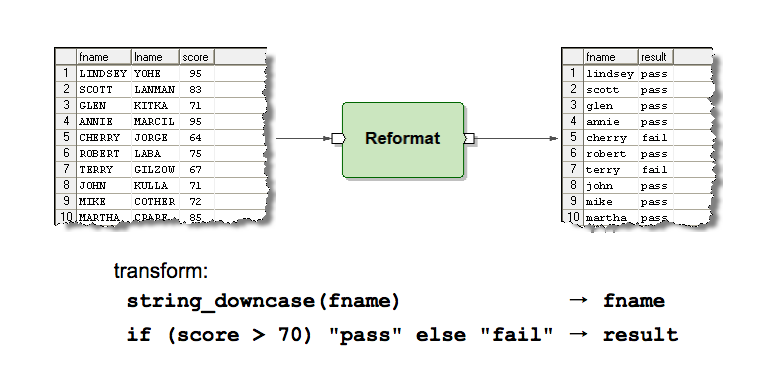 fname lname score
1 LINDSEY YOHE 95
2 SCOTT LANMAN 83
3 GLEN KITKA 71
4 ANNIE MARCIL 95
5 CHERRY JORGE 64
6 ROBERT LABA 75
7 TERRY GILZOW 67
8 JOHN KULLA 71
9 MIKE COTHER 72
10 MARTHA 85
Reformat
fname result
1 lindsey pass
2 scott pass
3 glen pass
4 annie pass
5 cherry fail
6 robert pass
7 terry fail
8 john pass
9 mike pass
10 martha pass
transform:
string_downcase(fname) → fname
if (score > 70) "pass" else "fail" → result